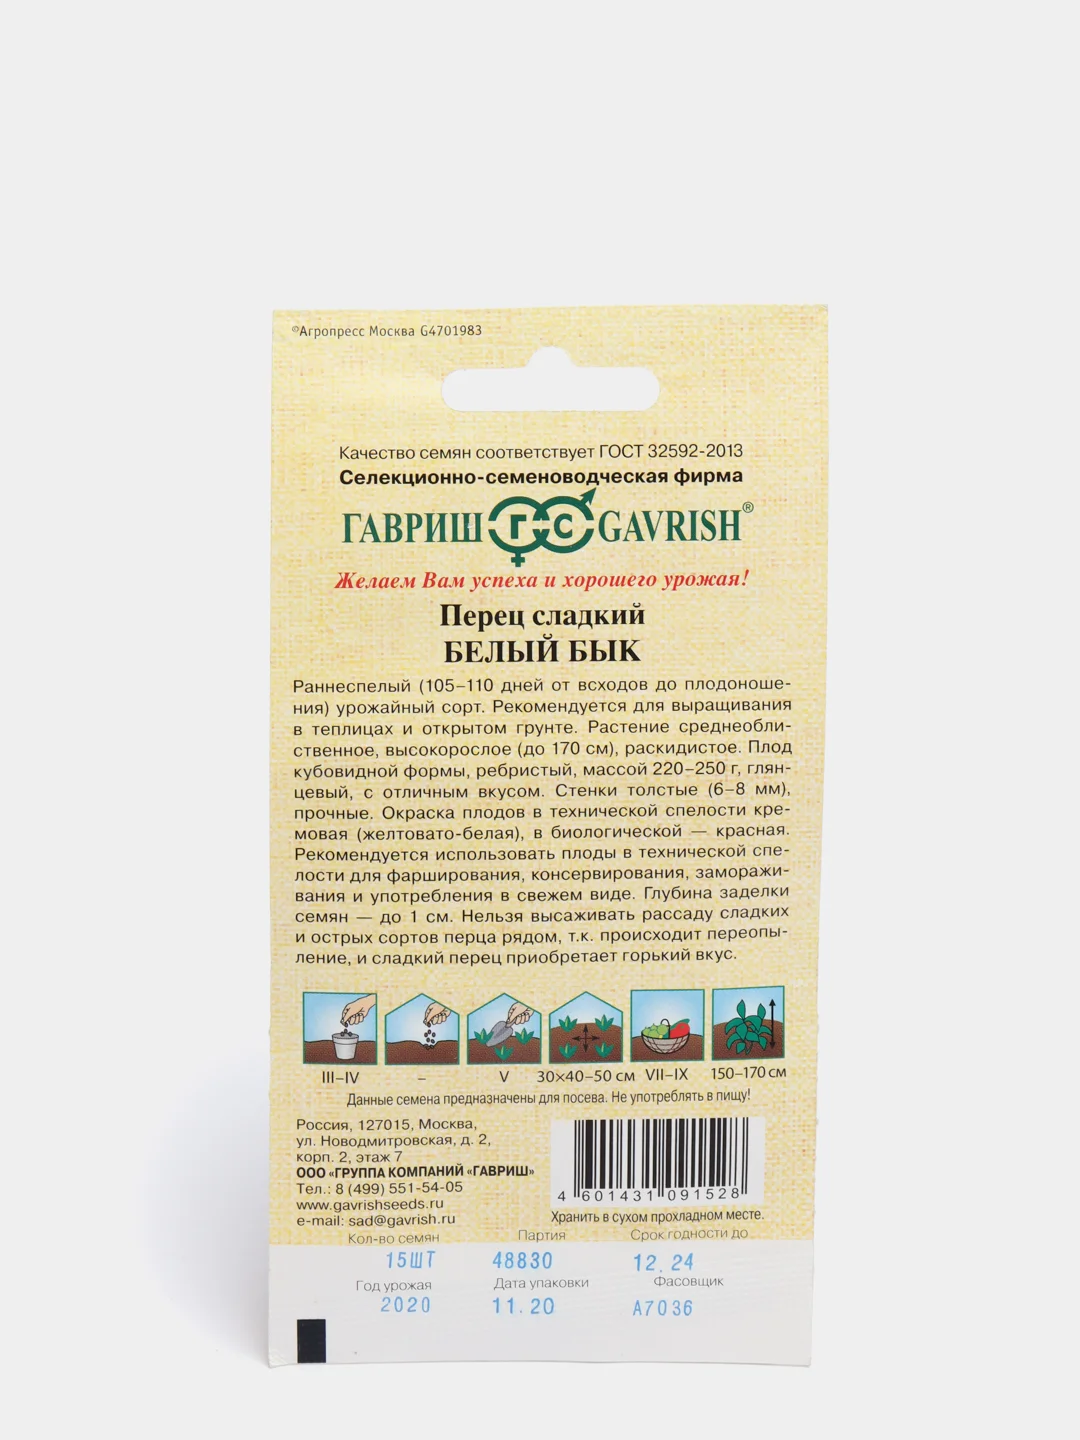 ©Агропресс Москва G4701983
Качество семян соответствует ГОСТ 32592-2013
Селекционно-семеноводческая фирма
ГАВРИШ ГС GAVRISH®
Желаем Вам успеха и хорошего урожая!
Перец сладкий
БЕЛЫЙ БЫК
Раннеспелый (105–110 дней от всходов до плодоноше-
ния) урожайный сорт. Рекомендуется для выращивания
в теплицах и открытом грунте. Растение среднеобли-
ственное, высокорослое (до 170 см), раскидистое. Плод
кубовидной формы, ребристый, массой 220–250 г, глян-
цевый, с отличным вкусом. Стенки толстые (6–8 мм),
прочные. Окраска плодов в технической спелости кре-
мовая (желтовато-белая), в биологической — красная.
Рекомендуется использовать плоды в технической спе-
лости для фарширования, консервирования, заморажи-
вания и употребления в свежем виде. Глубина заделки
семян — до 1 см. Нельзя высаживать рассаду сладких
и острых сортов перца рядом, т.к. происходит переопы-
ление, и сладкий перец приобретает горький вкус.
III–IV – V 30×40–50 см VII–IX 150–170 см
Данные семена предназначены для посева. Не употреблять в пищу!
Россия, 127015, Москва,
ул. Новодмитровская, д. 2,
корп. 2, этаж 7
ООО «ГРУППА КОМПАНИЙ «ГАВРИШ»
Тел.: 8 (499) 551-54-05
www.gavrishseeds.ru
e-mail: sad@gavrish.ru
4 601431 091528
Хранить в сухом прохладном месте.
Кол-во семян Партия Срок годности до
15ШТ 48830 12.24
Год урожая Дата упаковки Фасовщик
2020 11.20 А7036